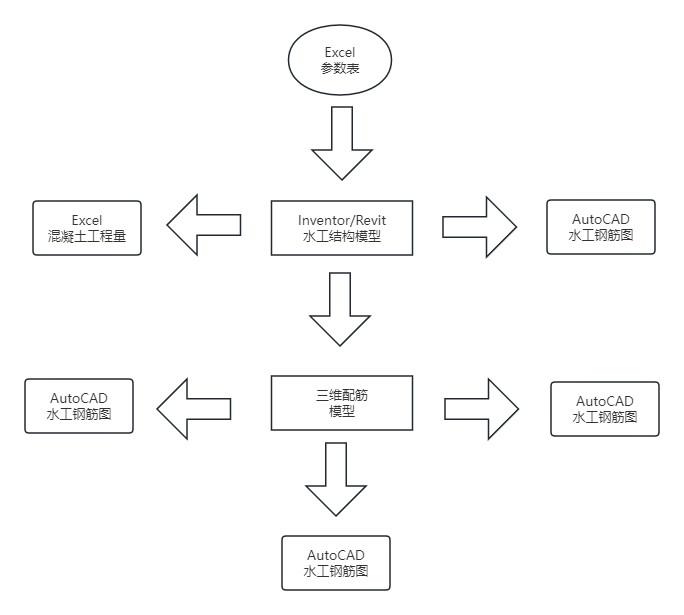 Excel
参数表
Excel
混凝土工程量
Inventor/Revit
水工结构模型
AutoCAD
水工钢筋图
AutoCAD
水工钢筋图
三维配筋
模型
AutoCAD
水工钢筋图
AutoCAD
水工钢筋图